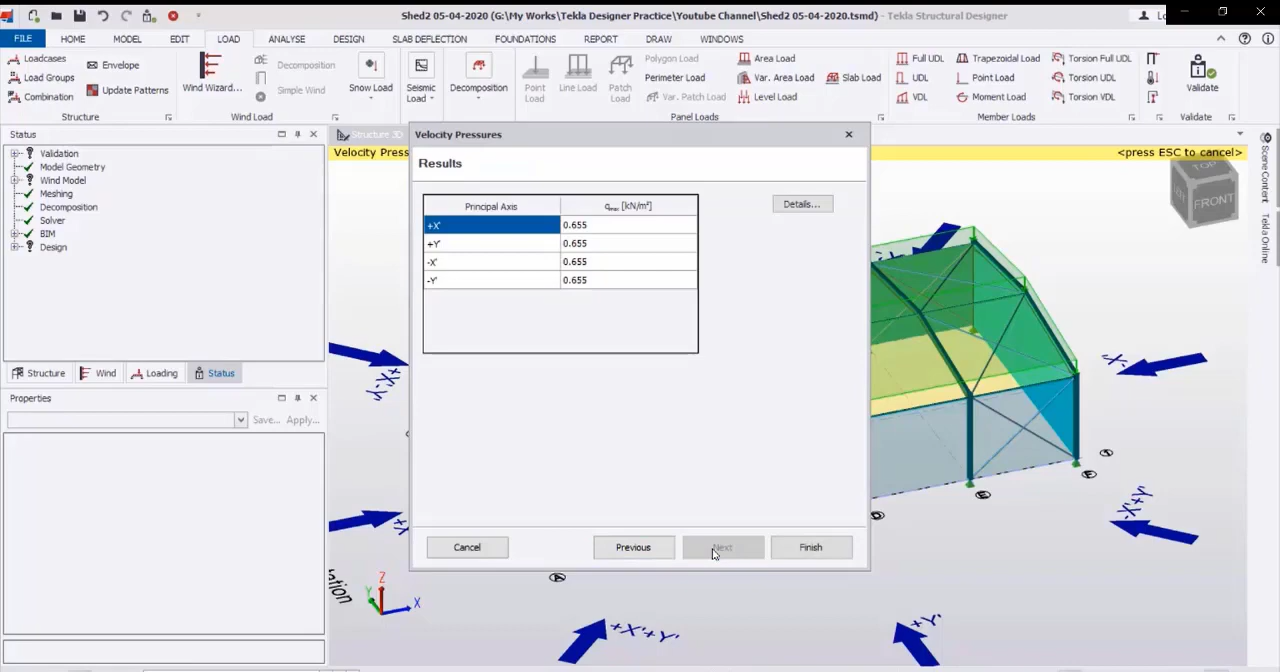 Shed2 05-04-2020 (G:\My Works\Tekla Designer Practice\Youtube Channel\Shed2 05-04-2020.tsmd) - Tekla Structural Designer
FILE HOME MODEL EDIT LOAD ANALYSE DESIGN SLAB DEFLECTION FOUNDATIONS REPORT DRAW WINDOWS
Loadcases
Load Groups
Combination
Envelope
Update Patterns
Structure
Wind Wizard...
Decomposition
Simple Wind
Wind Load
Snow Load
Seismic Load
Decomposition
Point Load
Line Load
Patch Load
Polygon Load
Perimeter Load
Var. Patch Load
Area Load
Var. Area Load
Level Load
Slab Load
Panel Loads
Full UDL
UDL
VDL
Trapezoidal Load
Point Load
Moment Load
Torsion Full UDL
Torsion UDL
Torsion VDL
Member Loads
Validate
Validate
Status
Validation
Model Geometry
Wind Model
Meshing
Decomposition
Solver
BIM
Design
Structure Wind Loading Status
Properties
Save... Apply...
Structure 3D
Velocity Press
<press ESC to cancel>
Velocity Pressures
Results
Principal Axis qmax [kN/m²]
+X' 0.655
+Y' 0.655
-X' 0.655
-Y' 0.655
Details...
Cancel Previous Next Finish
TOP
FRONT
Scene Content
Tekla Online
-X'
-X'+Y'
+X'+Y'
+Y'
Z
Y
X
A